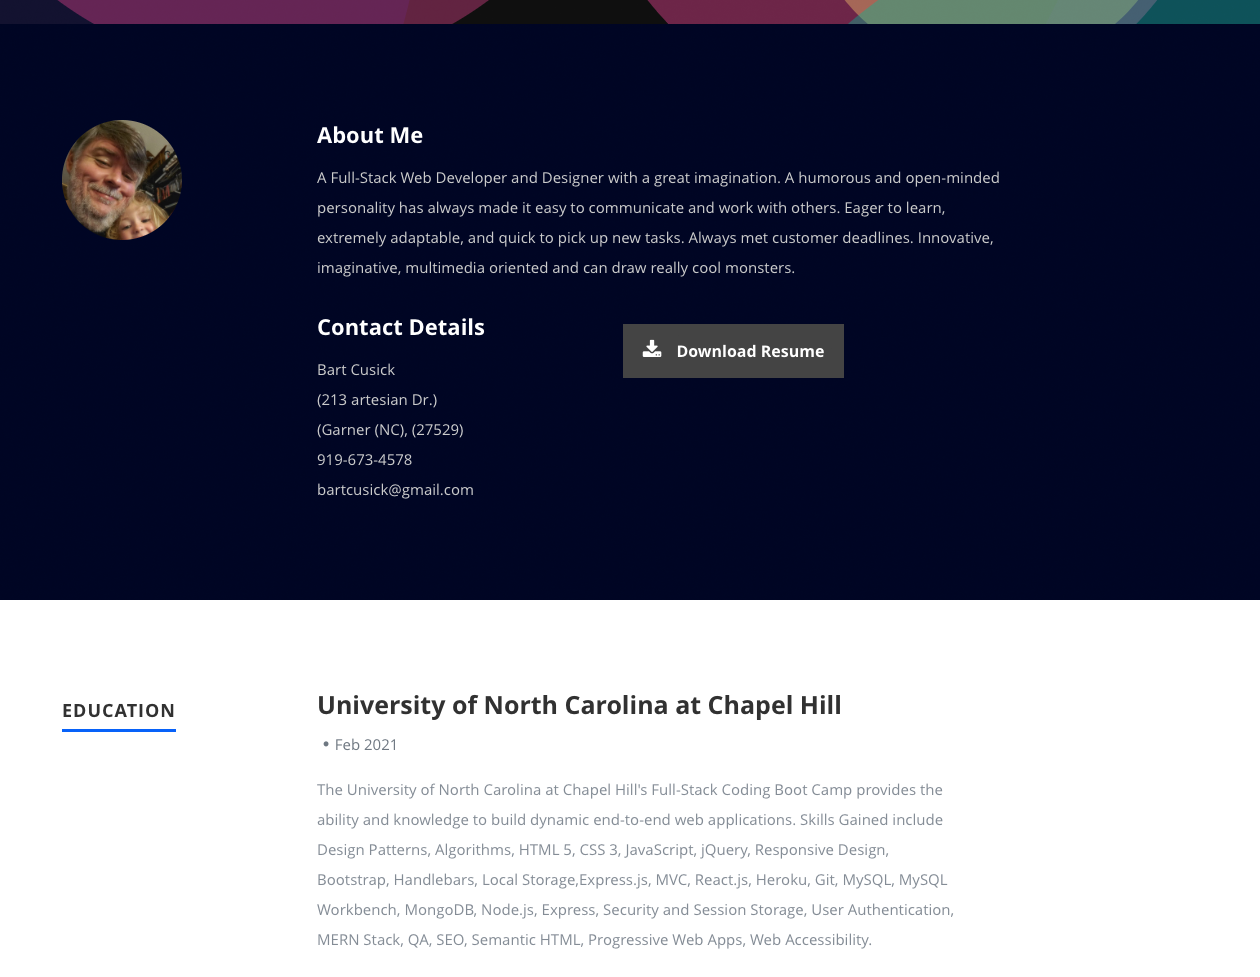 About Me
A Full-Stack Web Developer and Designer with a great imagination. A humorous and open-minded
personality has always made it easy to communicate and work with others. Eager to learn,
extremely adaptable, and quick to pick up new tasks. Always met customer deadlines. Innovative,
imaginative, multimedia oriented and can draw really cool monsters.
Contact Details
Download Resume
Bart Cusick
(213 artesian Dr.)
(Garner (NC), (27529)
919-673-4578
bartcusick@gmail.com
EDUCATION
University of North Carolina at Chapel Hill
• Feb 2021
The University of North Carolina at Chapel Hill's Full-Stack Coding Boot Camp provides the
ability and knowledge to build dynamic end-to-end web applications. Skills Gained include
Design Patterns, Algorithms, HTML 5, CSS 3, JavaScript, jQuery, Responsive Design,
Bootstrap, Handlebars, Local Storage,Express.js, MVC, React.js, Heroku, Git, MySQL, MySQL
Workbench, MongoDB, Node.js, Express, Security and Session Storage, User Authentication,
MERN Stack, QA, SEO, Semantic HTML, Progressive Web Apps, Web Accessibility.